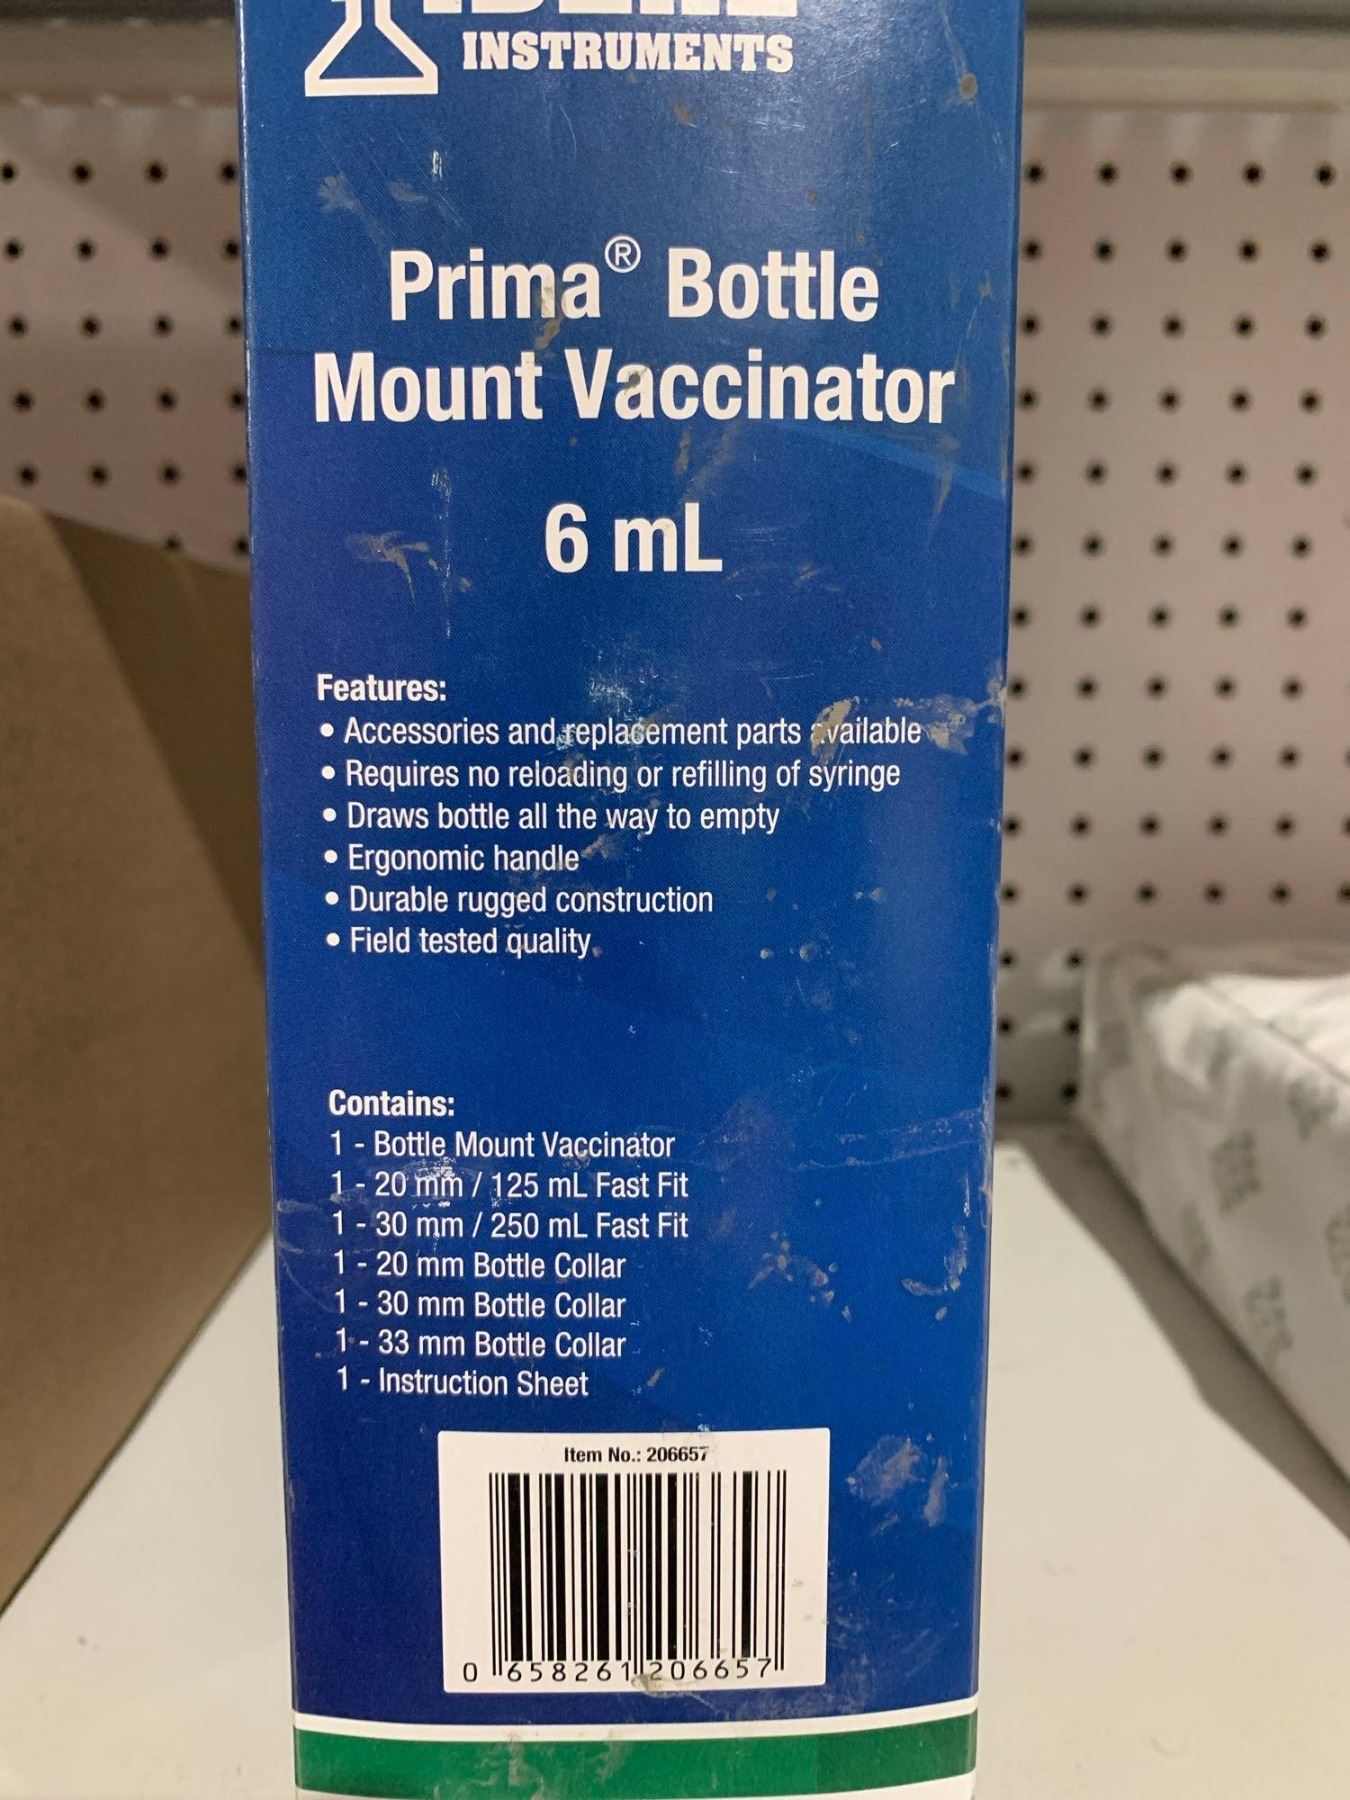 INSTRUMENTS
Prima® Bottle
Mount Vaccinator
6 mL
Features:
• Accessories and replacement parts available
• Requires no reloading or refilling of syringe
• Draws bottle all the way to empty
• Ergonomic handle
• Durable rugged construction
• Field tested quality
Contains:
1 - Bottle Mount Vaccinator
1 - 20 mm / 125 mL Fast Fit
1 - 30 mm / 250 mL Fast Fit
1 - 20 mm Bottle Collar
1 - 30 mm Bottle Collar
1 - 33 mm Bottle Collar
1 - Instruction Sheet
Item No.: 206657
0 658261 206657